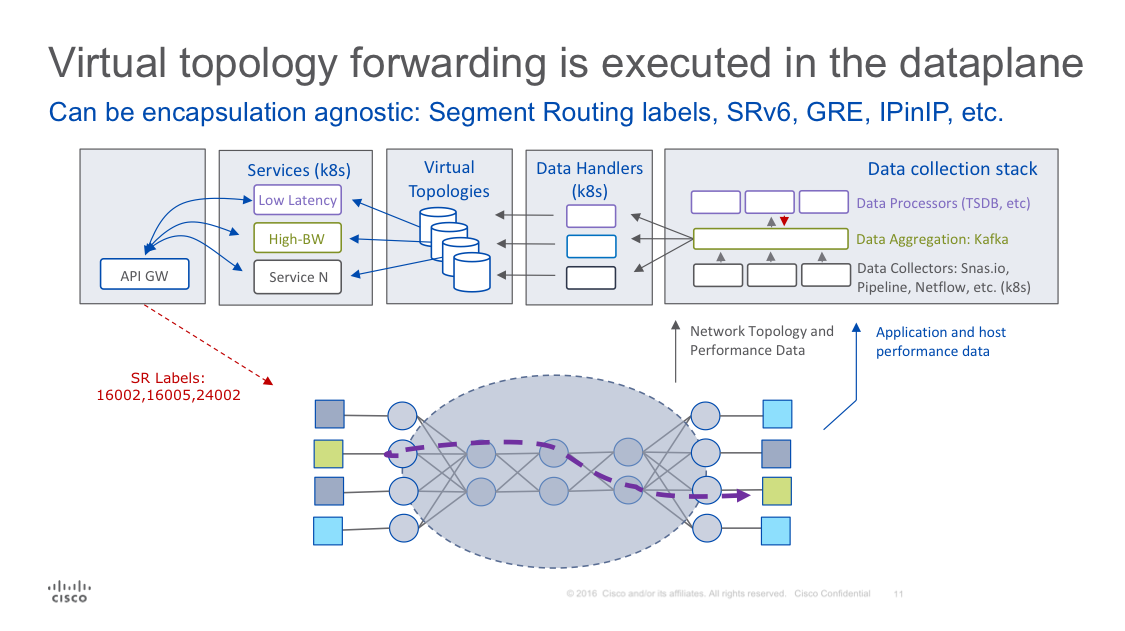 Virtual topology forwarding is executed in the dataplane
Can be encapsulation agnostic: Segment Routing labels, SRv6, GRE, IPinIP, etc.
API GW
Services (k8s)
Low Latency
High-BW
Service N
Virtual
Topologies
Data Handlers
(k8s)
Data collection stack
Data Processors (TSDB, etc)
Data Aggregation: Kafka
Data Collectors: Snas.io,
Pipeline, Netflow, etc. (k8s)
Network Topology and
Performance Data
Application and host
performance data
SR Labels:
16002,16005,24002
CISCO
© 2016 Cisco and/or its affiliates. All rights reserved. Cisco Confidential
11